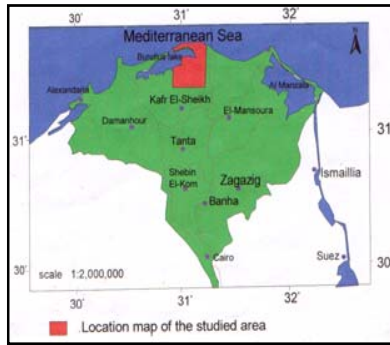 31° 32°
Mediterranean Sea N
Burullus lake
Alexandaria Al Manzala
Kafr El-Sheikh
El-Mansoura
Damanhour
31° 31°
Tanta
Shebin
El-Kom Zagazig Ismaillia
Banha
Cairo Suez
30° 30°
scale 1:2,000,000
30° 31° 32°
Location map of the studied area